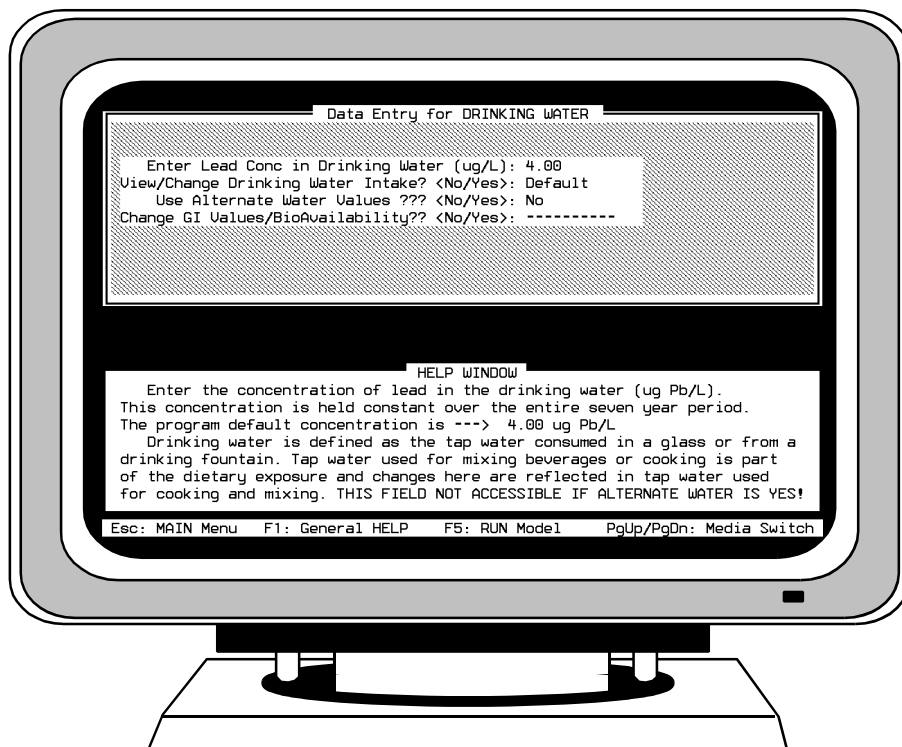 Data Entry for DRINKING WATER
Enter Lead Conc in Drinking Water (ug/L): 4.00
View/Change Drinking Water Intake? <No/Yes>: Default
Use Alternate Water Values ??? <No/Yes>: No
Change GI Values/BioAvailability?? <No/Yes>: ----------
HELP WINDOW
Enter the concentration of lead in the drinking water (ug Pb/L).
This concentration is held constant over the entire seven year period.
The program default concentration is ---> 4.00 ug Pb/L
Drinking water is defined as the tap water consumed in a glass or from a
drinking fountain. Tap water used for mixing beverages or cooking is part
of the dietary exposure and changes here are reflected in tap water used
for cooking and mixing. THIS FIELD NOT ACCESSIBLE IF ALTERNATE WATER IS YES!
Esc: MAIN Menu F1: General HELP F5: RUN Model PgUp/PgDn: Media Switch